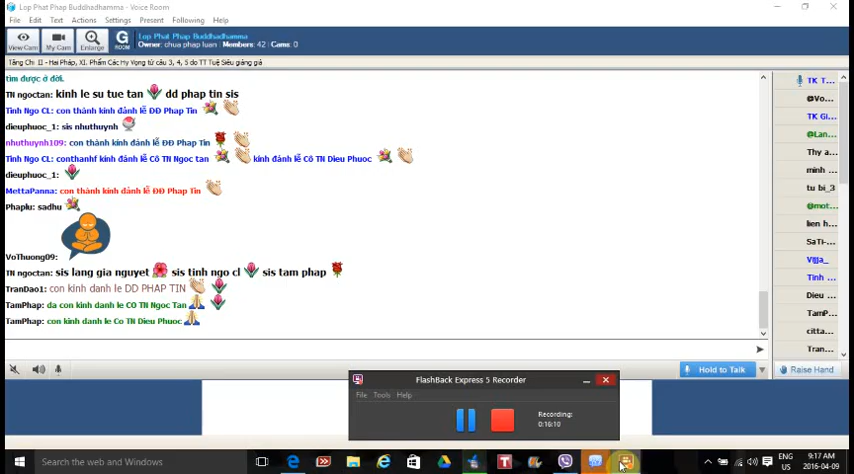 Lop Phat Phap Buddhadhamma - Voice Room
File Edit Text Actions Settings Present Following Help
View Cam My Cam Enlarge G ROOM Lop Phat Phap Buddhadhamma
Owner: chua phap luan | Members: 42 | Cams: 0
Tăng Chi II - Hai Pháp, XI. Phẩm Các Hy Vọng từ câu 3, 4, 5 do TT Tuệ Siêu giảng giả
tìm được ở đời.
TN ngoctan: kinh le su tue tan dd phap tin sis
Tinh Ngo CL: con thành kính đảnh lễ ĐĐ Phap Tin
dieuphuoc_1: sis nhuthuynh
nhuthuynh109: con thành kính đảnh lễ ĐĐ Phap Tin
Tinh Ngo CL: conthanhf kính đảnh lễ Cô TN Ngoc tan kính đảnh lễ Cô TN Dieu Phuoc
dieuphuoc_1:
MettaPanna: con thành kính đảnh lễ ĐĐ Phap Tin
Phaplu: sadhu
VoThuong09:
TN ngoctan: sis lang gia nguyet sis tinh ngo cl sis tam phap
TranDao1: con kinh danh le DD PHAP TIN
TamPhap: da con kinh danh le CO TN Ngoc Tan
TamPhap: con kinh danh le Co TN Dieu Phuoc
TK T...
@Vo...
TK Gi...
@Lan...
Thy a...
minh ...
tu bi_3
@mot...
lien h...
SaTi-...
Vijja_
Tinh ...
Dieu ...
TamP...
citta...
Tran...
Hold to Talk Raise Hand
FlashBack Express 5 Recorder
File Tools Help
Recording:
0:16:10
Search the web and Windows
ENG 9:17 AM
US 2016-04-09